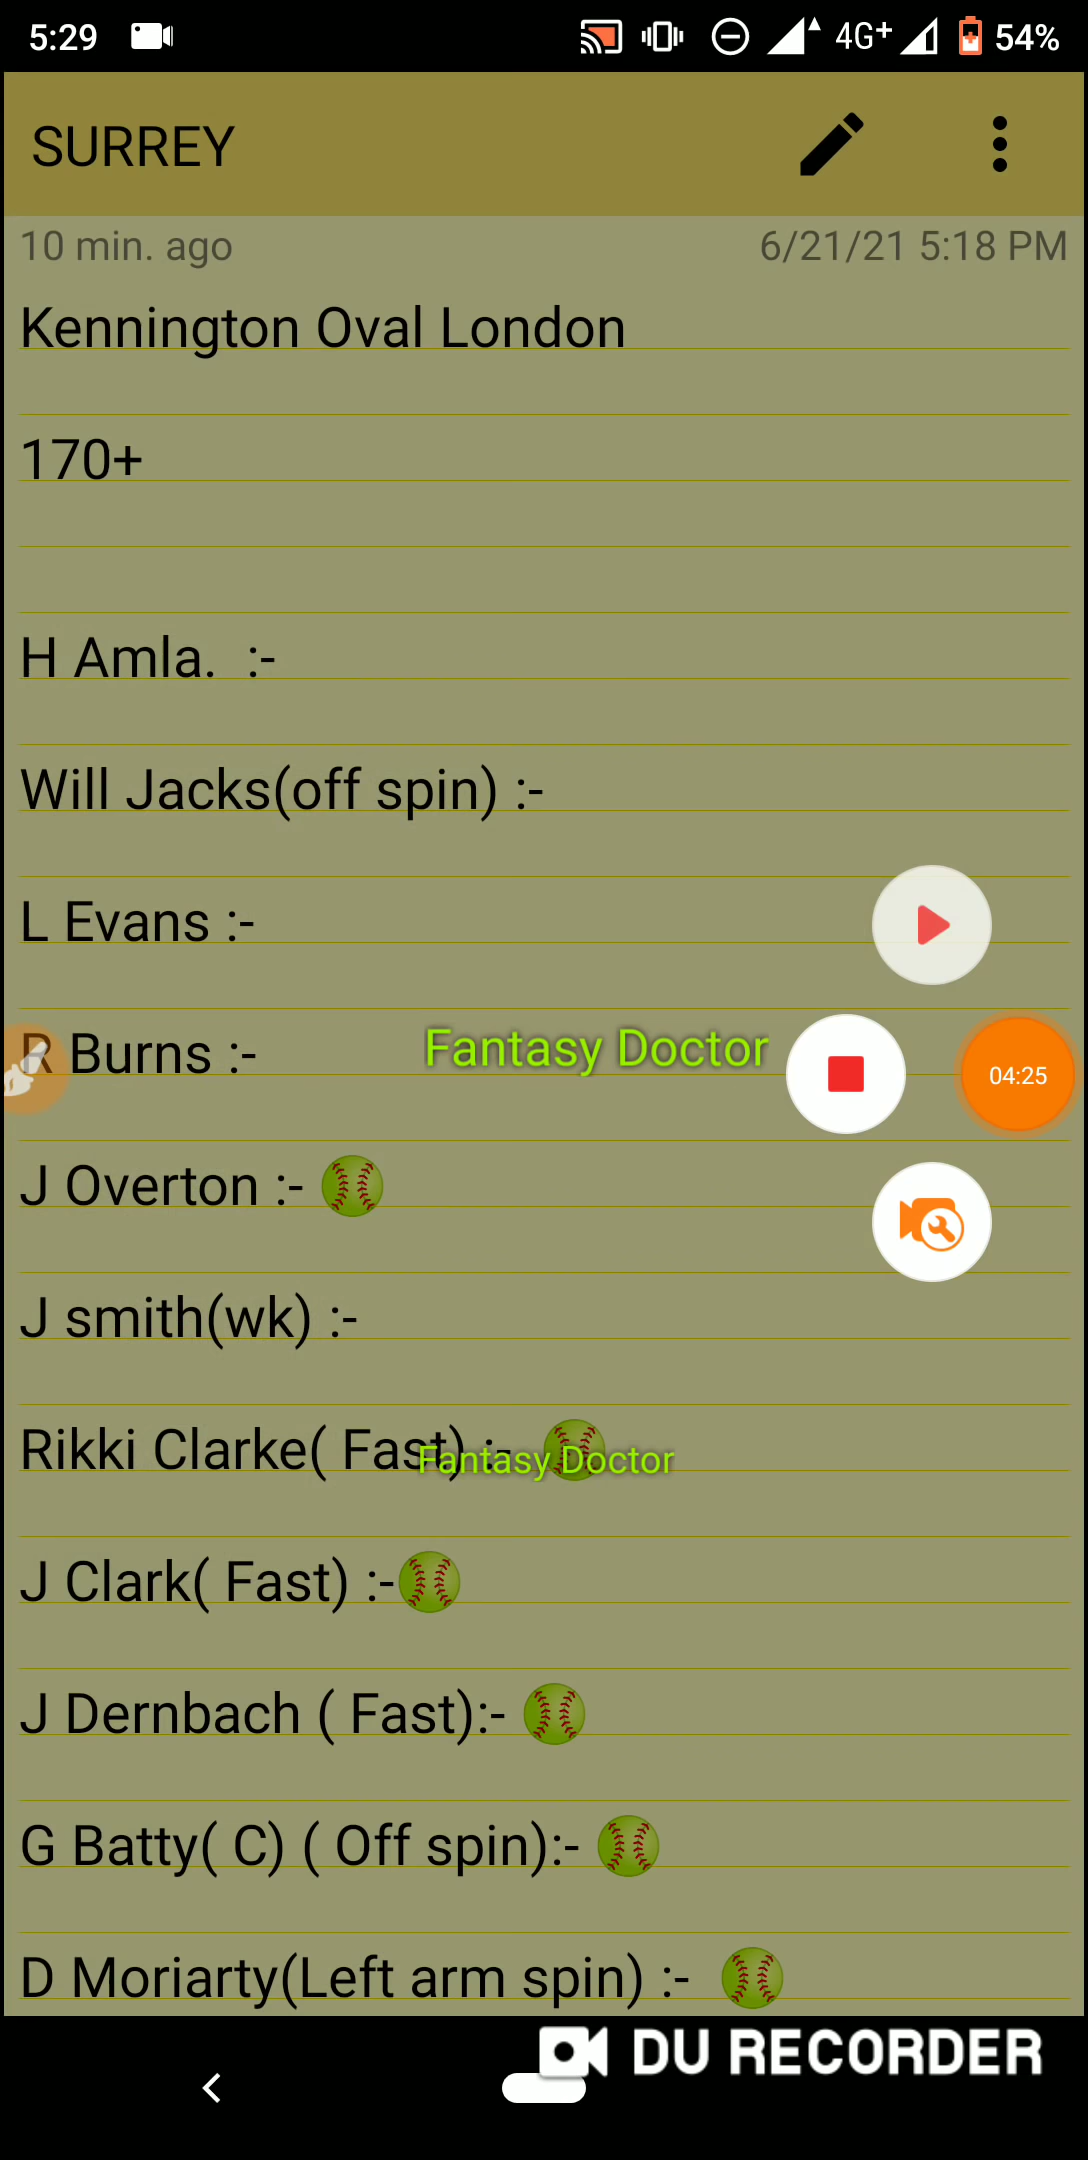 5:29 4G+ 54%
SURREY
10 min. ago 6/21/21 5:18 PM
Kennington Oval London
170+
H Amla. :-
Will Jacks(off spin) :-
L Evans :-
R Burns :- Fantasy Doctor
04:25
J Overton :-
J smith(wk) :-
Rikki Clarke( Fast) :-
Fantasy Doctor
J Clark( Fast) :-
J Dernbach ( Fast):-
G Batty( C) ( Off spin):-
D Moriarty(Left arm spin) :-
DU RECORDER